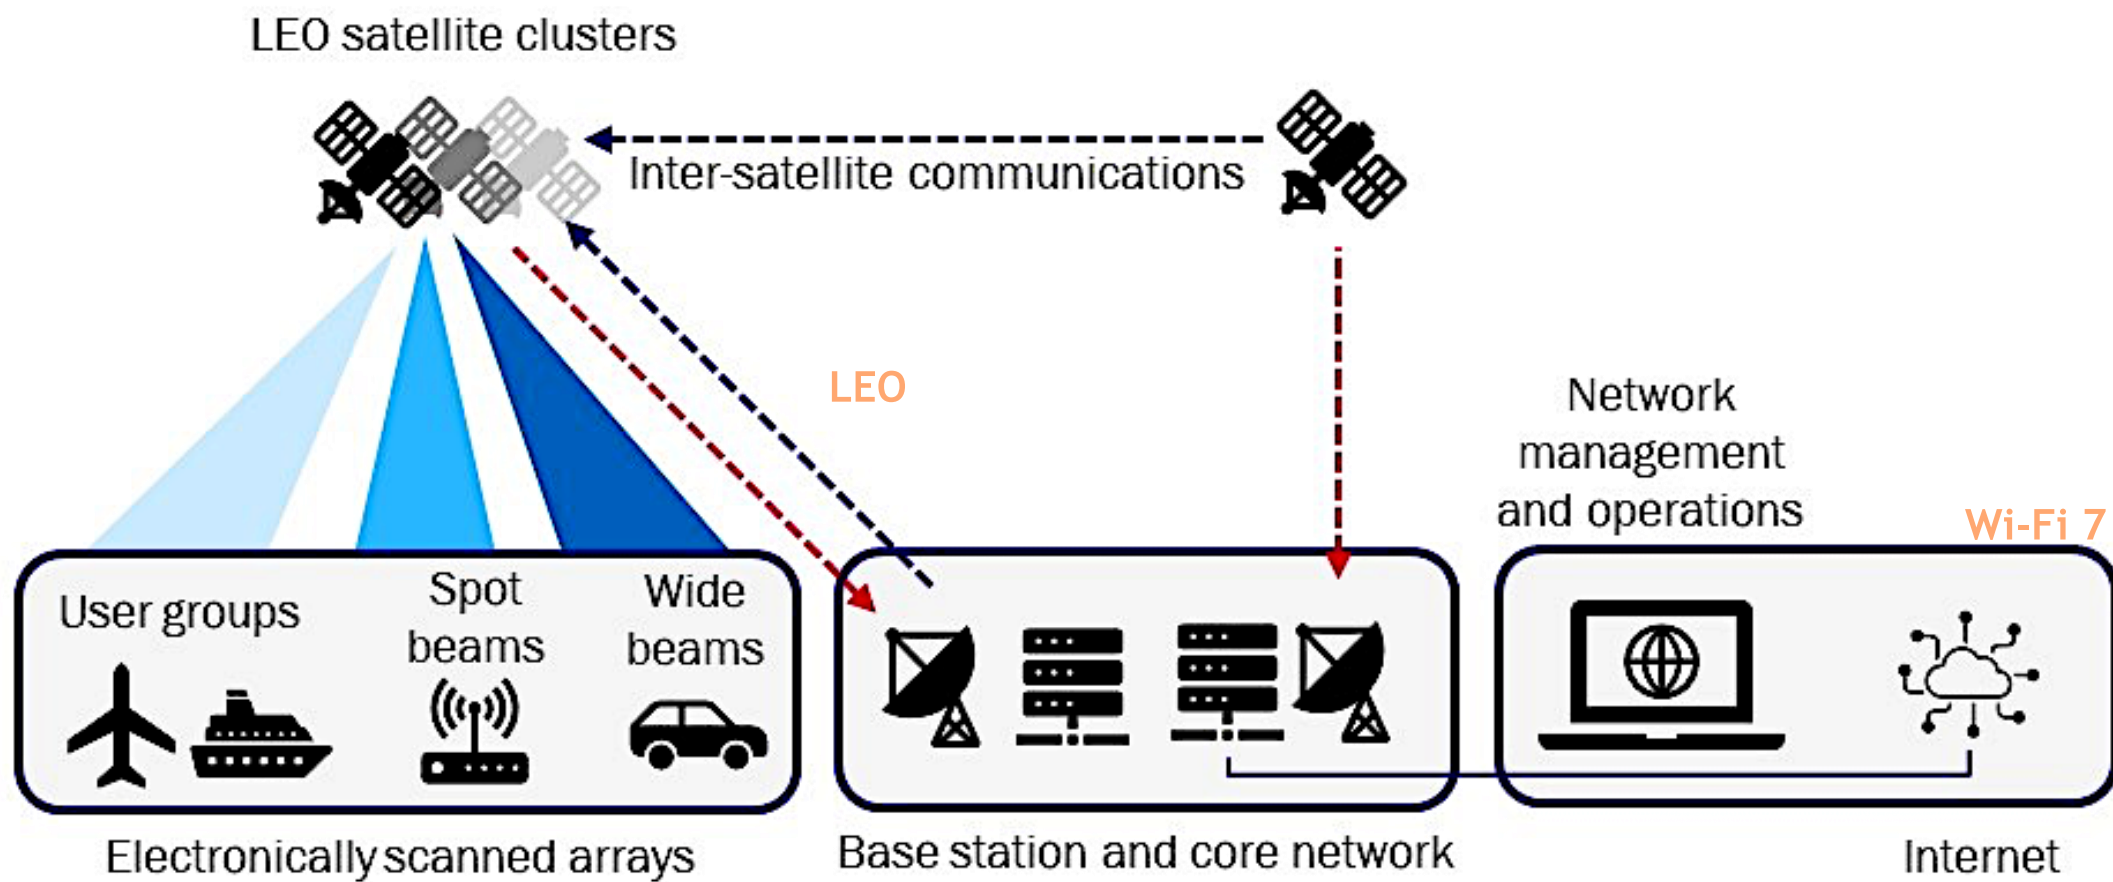 LEO satellite clusters
Inter-satellite communications
LEO
Network
management
and operations
Wi-Fi 7
User groups
Spot
beams
Wide
beams
Electronically scanned arrays
Base station and core network
Internet